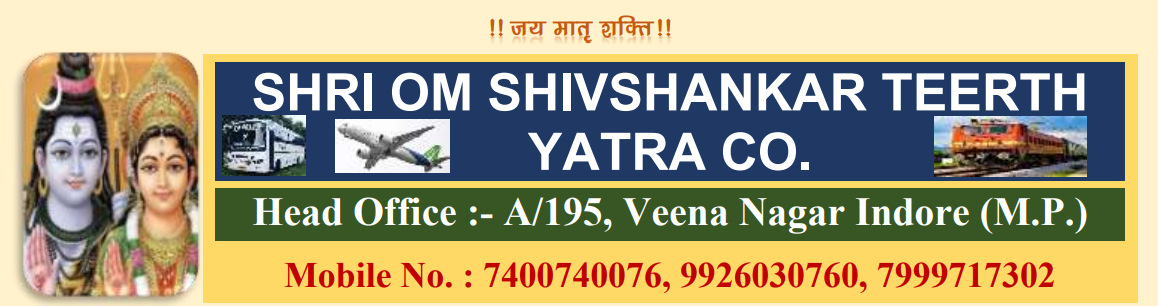 !! जय मातृ शक्ति !!
SHRI OM SHIVSHANKAR TEERTH
YATRA CO.
Head Office :- A/195, Veena Nagar Indore (M.P.)
Mobile No. : 7400740076, 9926030760, 7999717302